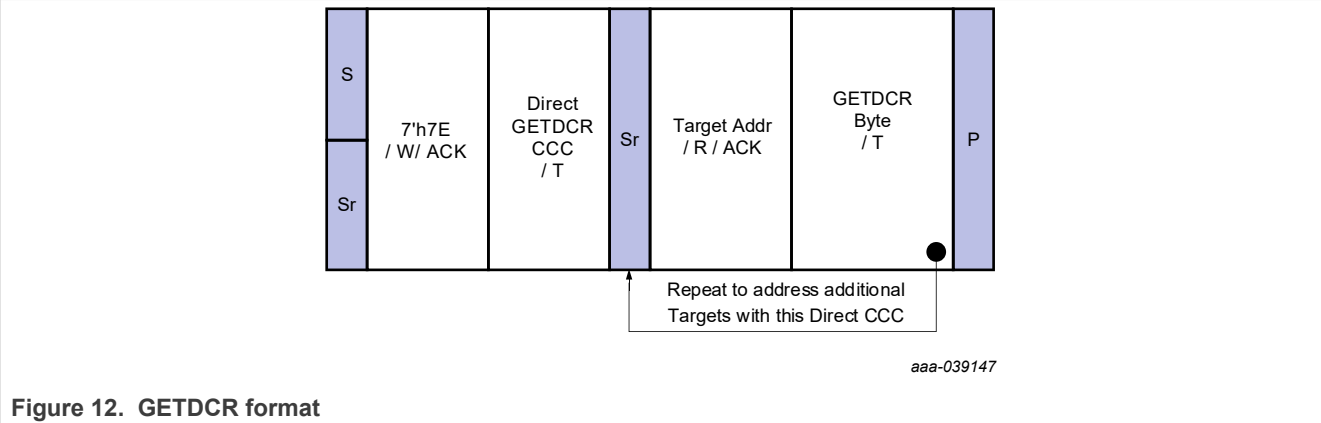 S
Sr
7'h7E
/ W/ ACK
Direct
GETDCR
CCC
/ T
Sr
Target Addr
/ R / ACK
GETDCR
Byte
/ T
P
Repeat to address additional
Targets with this Direct CCC
aaa-039147
Figure 12. GETDCR format